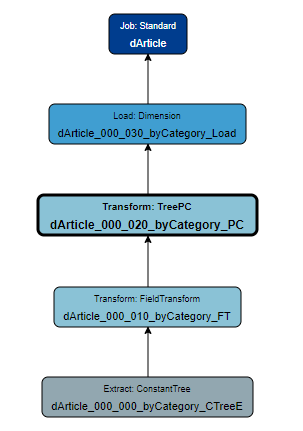 Job: Standard
dArticle
Load: Dimension
dArticle_000_030_byCategory_Load
Transform: TreePC
dArticle_000_020_byCategory_PC
Transform: FieldTransform
dArticle_000_010_byCategory_FT
Extract: ConstantTree
dArticle_000_000_byCategory_CTreeE